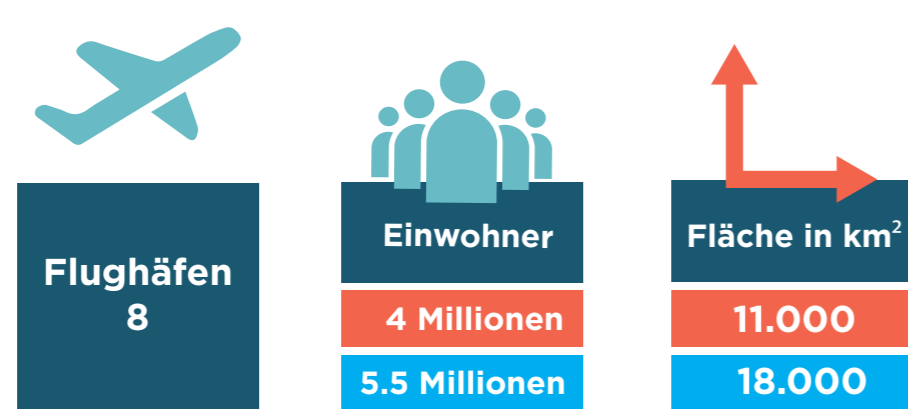 Flughäfen
8
Einwohner
4 Millionen
5.5 Millionen
Fläche in km²
11.000
18.000